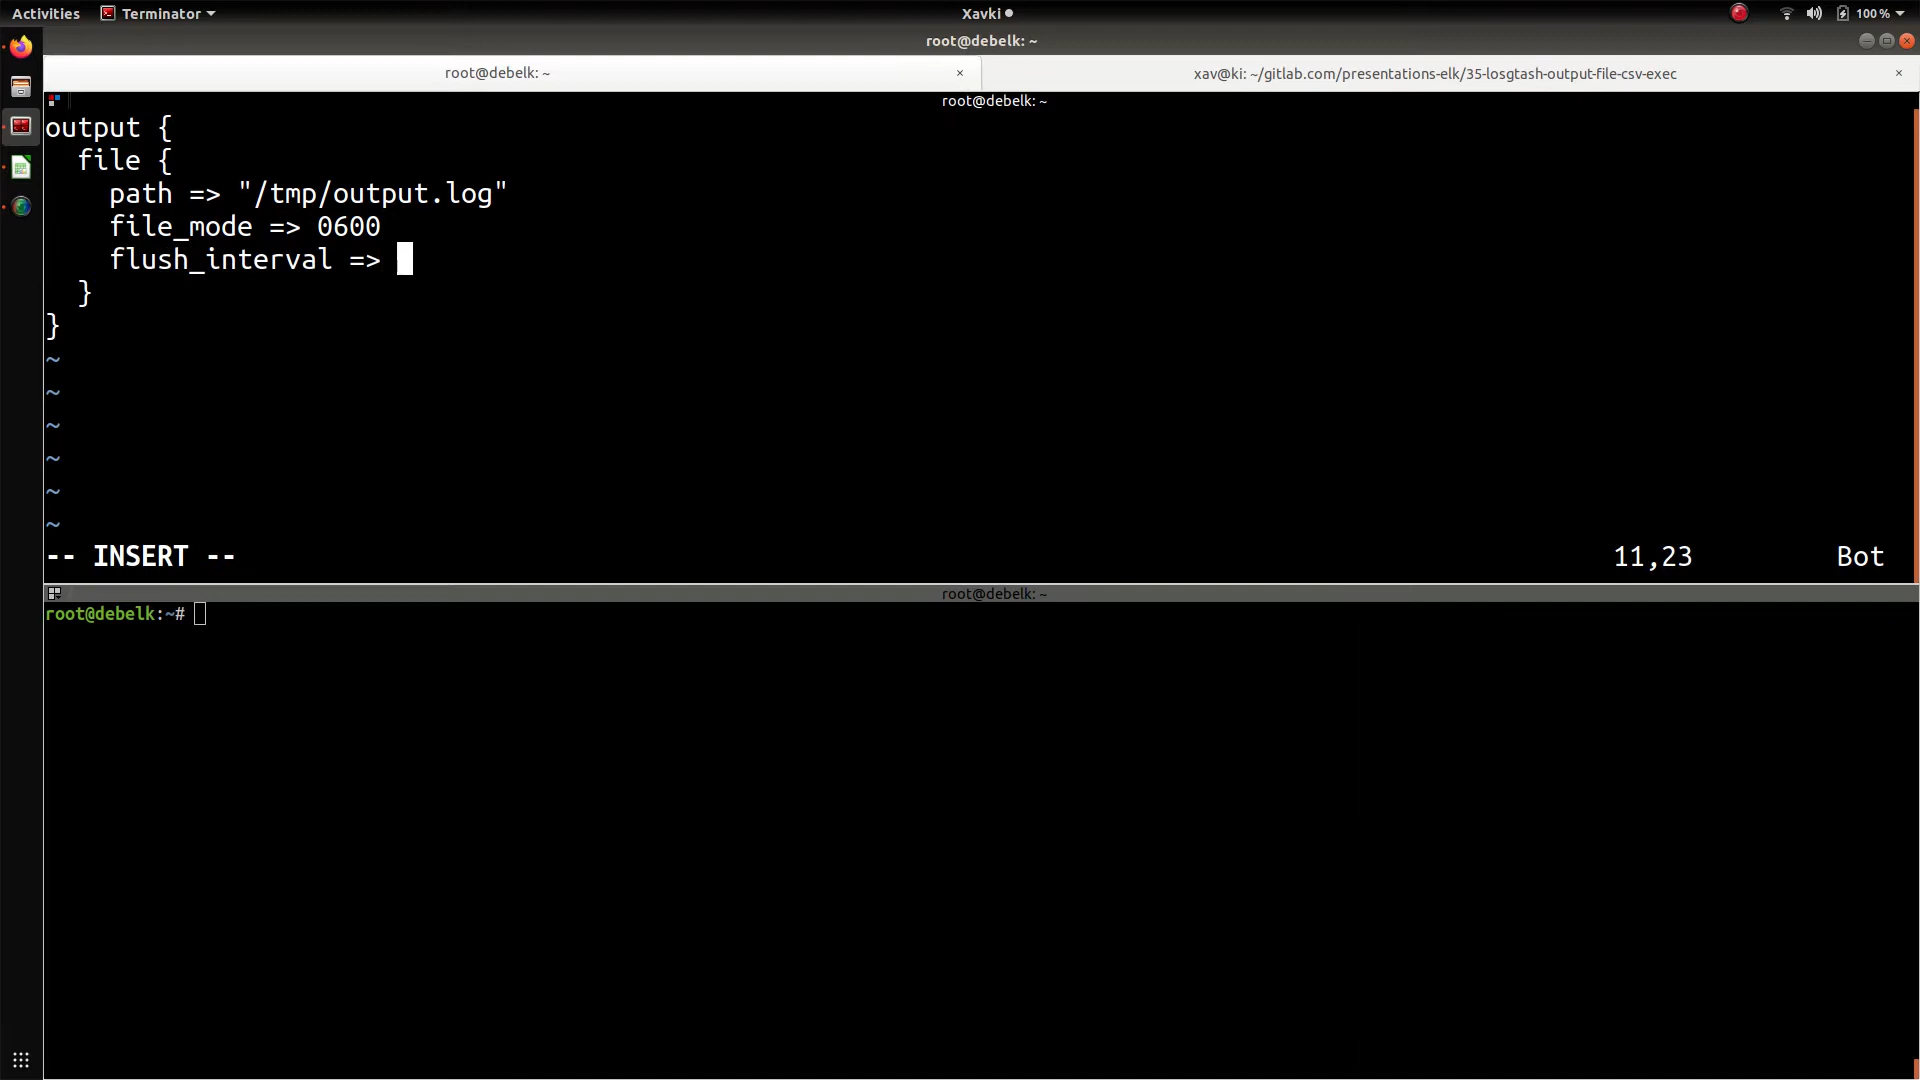 Activities Terminator Xavki 100 %
root@debelk: ~
root@debelk: ~ × xav@ki: ~/gitlab.com/presentations-elk/35-losgtash-output-file-csv-exec ×
root@debelk: ~
output {
  file {
    path => "/tmp/output.log"
    file_mode => 0600
    flush_interval =>
  }
}
~
~
~
~
~
~
-- INSERT -- 11,23 Bot
root@debelk: ~
root@debelk:~#